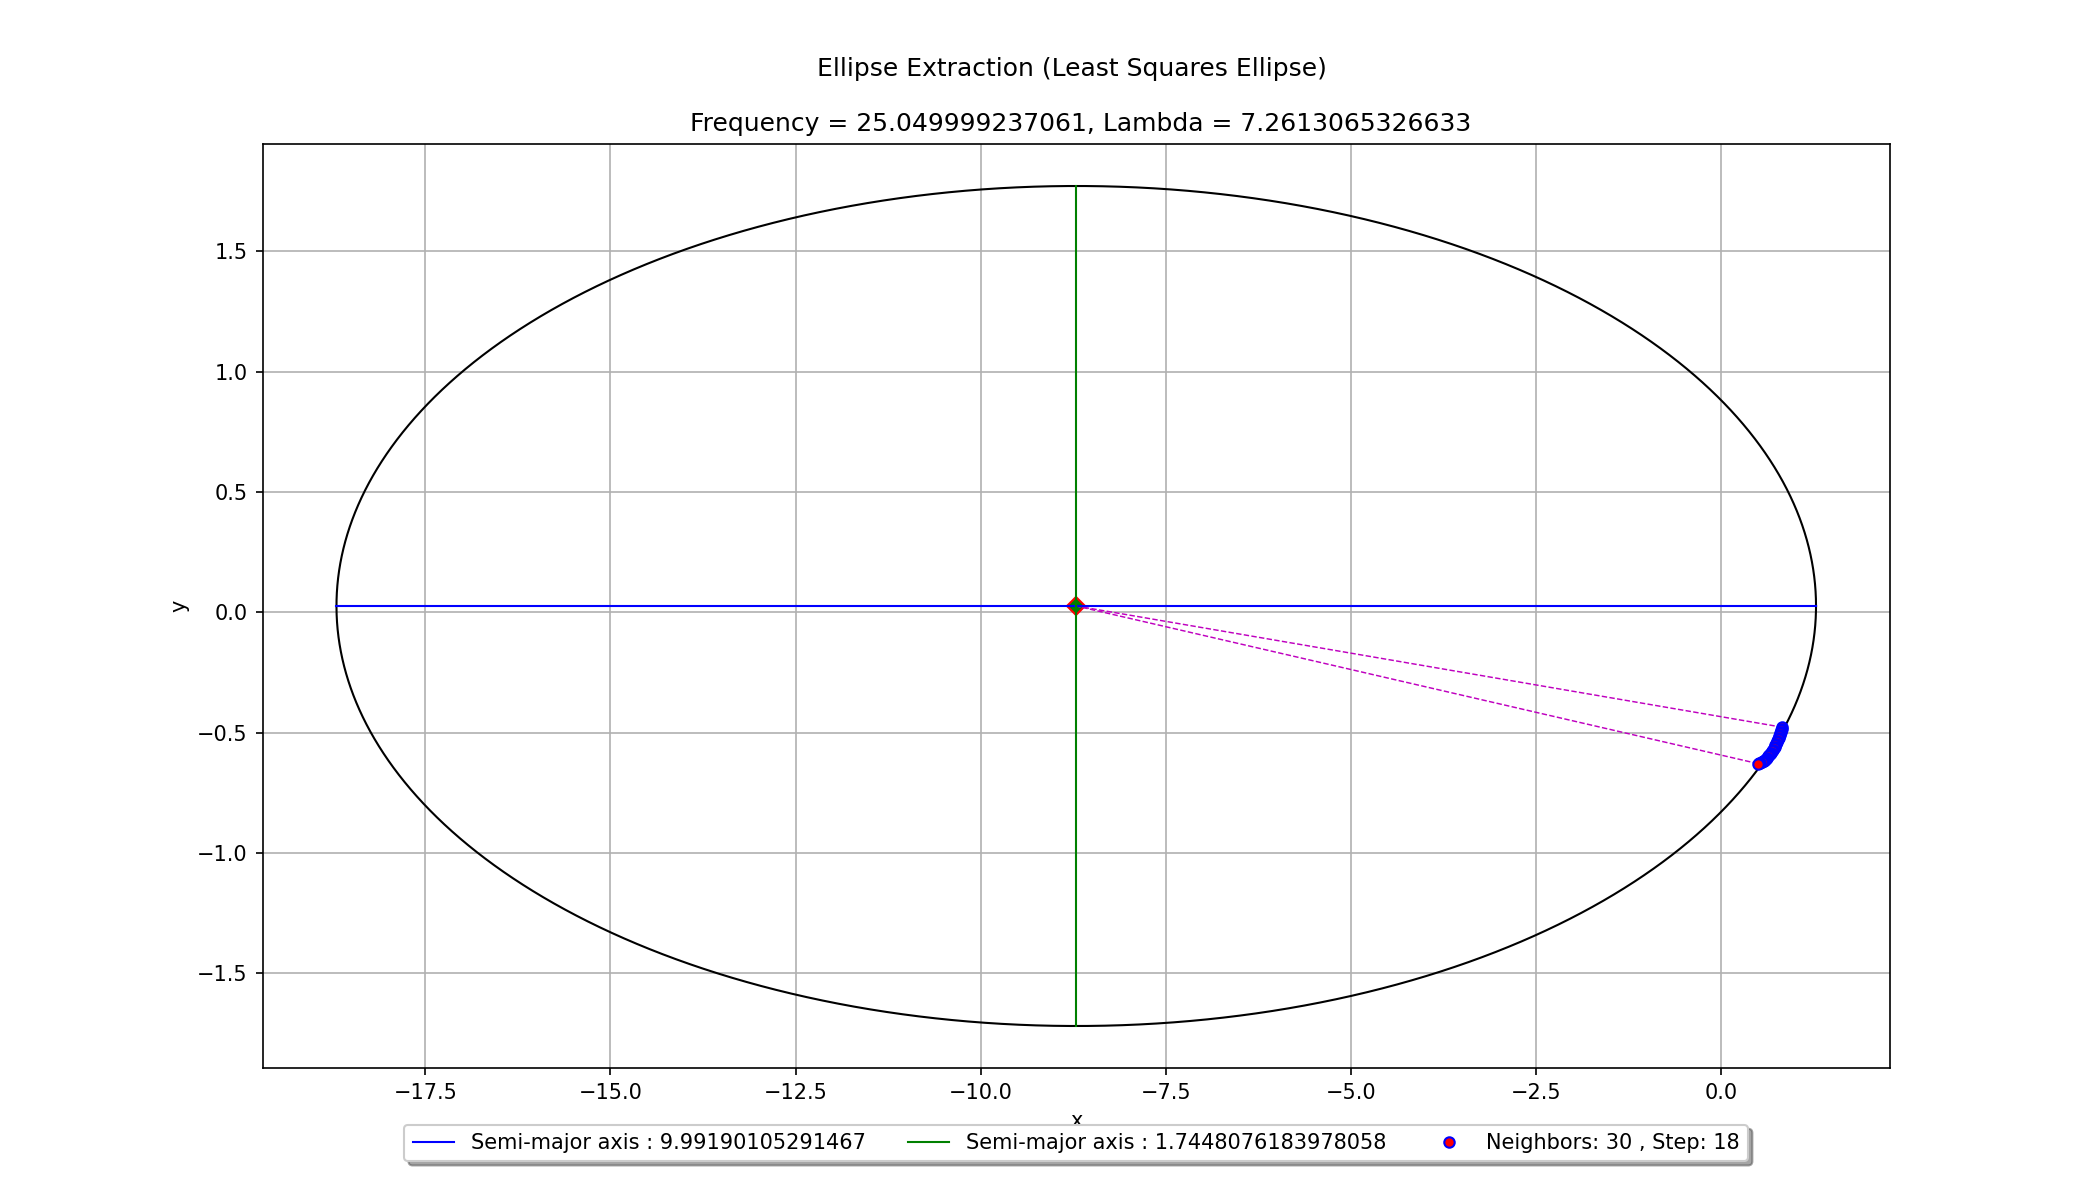 Ellipse Extraction (Least Squares Ellipse)
Frequency = 25.049999237061, Lambda = 7.2613065326633
1.5
1.0
0.5
0.0
−0.5
−1.0
−1.5
y
−17.5 −15.0 −12.5 −10.0 −7.5 −5.0 −2.5 0.0
x
Semi-major axis : 9.99190105291467 Semi-major axis : 1.7448076183978058 Neighbors: 30 , Step: 18